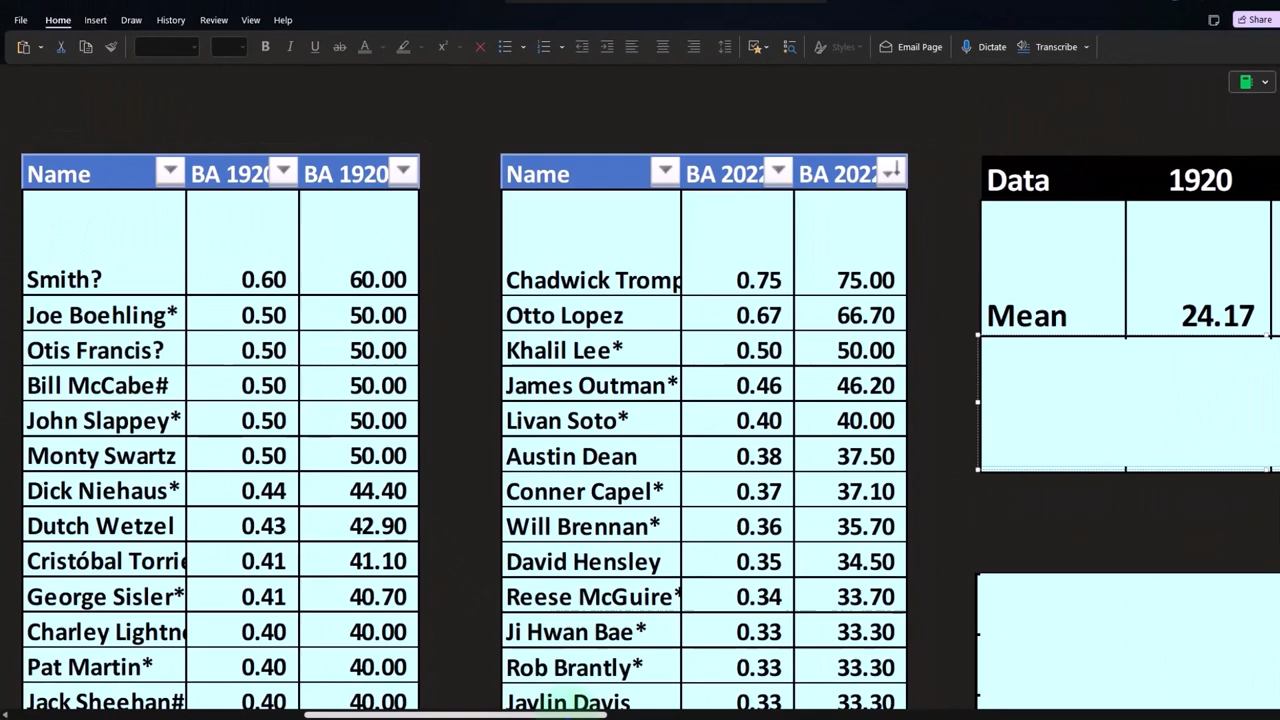 File Home Insert Draw History Review View Help
Share
B I U ab A x² Styles Email Page Dictate Transcribe
Name BA 1920 BA 1920
Smith? 0.60 60.00
Joe Boehling* 0.50 50.00
Otis Francis? 0.50 50.00
Bill McCabe# 0.50 50.00
John Slappey* 0.50 50.00
Monty Swartz 0.50 50.00
Dick Niehaus* 0.44 44.40
Dutch Wetzel 0.43 42.90
Cristóbal Torrie 0.41 41.10
George Sisler* 0.41 40.70
Charley Lightn 0.40 40.00
Pat Martin* 0.40 40.00
Jack Sheehan# 0.40 40.00
Name BA 2022 BA 2022
Chadwick Tromp 0.75 75.00
Otto Lopez 0.67 66.70
Khalil Lee* 0.50 50.00
James Outman* 0.46 46.20
Livan Soto* 0.40 40.00
Austin Dean 0.38 37.50
Conner Capel* 0.37 37.10
Will Brennan* 0.36 35.70
David Hensley 0.35 34.50
Reese McGuire* 0.34 33.70
Ji Hwan Bae* 0.33 33.30
Rob Brantly* 0.33 33.30
Jaylin Davis 0.33 33.30
Data 1920
Mean 24.17